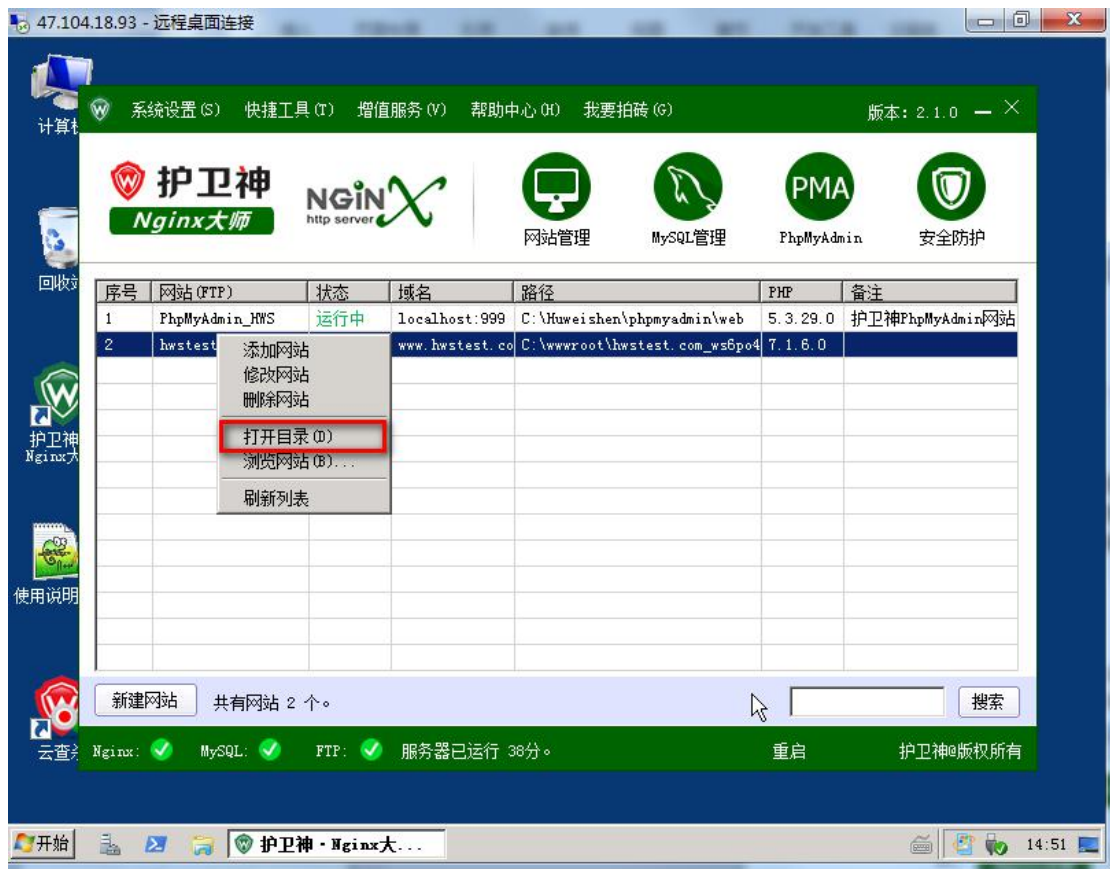 47.104.18.93 - 远程桌面连接
系统设置(S) 快捷工具(T) 增值服务(V) 帮助中心(H) 我要拍砖(G) 版本: 2.1.0
护卫神
Nginx大师
NGiNX
http server
网站管理 MySQL管理 PMA PhpMyAdmin 安全防护
序号 网站(FTP) 状态 域名 路径 PHP 备注
1 PhpMyAdmin_HWS 运行中 localhost:999 C:\Huweishen\phpmyadmin\web 5.3.29.0 护卫神PhpMyAdmin网站
2 hwstest www.hwstest.co C:\wwwroot\hwstest.com_ws6po4 7.1.6.0
添加网站
修改网站
删除网站
打开目录(D)
浏览网站(B)...
刷新列表
新建网站 共有网站 2 个。 搜索
Nginx: MySQL: FTP: 服务器已运行 38分。 重启 护卫神@版权所有
计算机
回收站
护卫神
Nginx大
使用说明
云查杀
开始 护卫神·Nginx大... 14:51